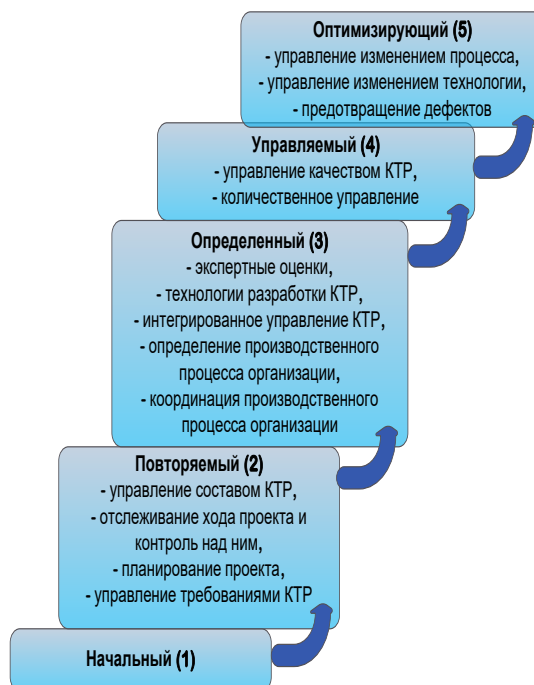 Оптимизирующий (5)
- управление изменением процесса,
- управление изменением технологии,
- предотвращение дефектов
Управляемый (4)
- управление качеством КТР,
- количественное управление
Определенный (3)
- экспертные оценки,
- технологии разработки КТР,
- интегрированное управление КТР,
- определение производственного
процесса организации,
- координация производственного
процесса организации
Повторяемый (2)
- управление составом КТР,
- отслеживание хода проекта и
контроль над ним,
- планирование проекта,
- управление требованиями КТР
Начальный (1)